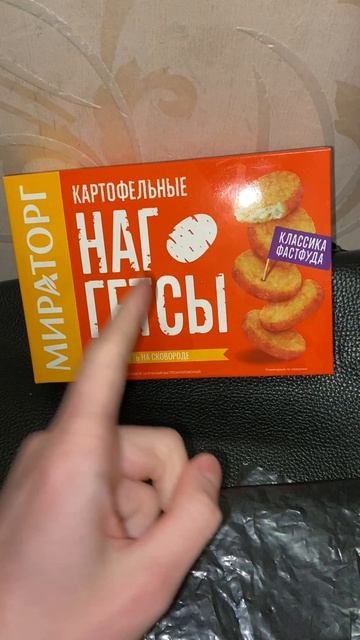 МИРАТОРГ
КАРТОФЕЛЬНЫЕ
НАГ
ГЕТСЫ
КЛАССИКА
ФАСТФУДА
НА СКОВОРОДЕ